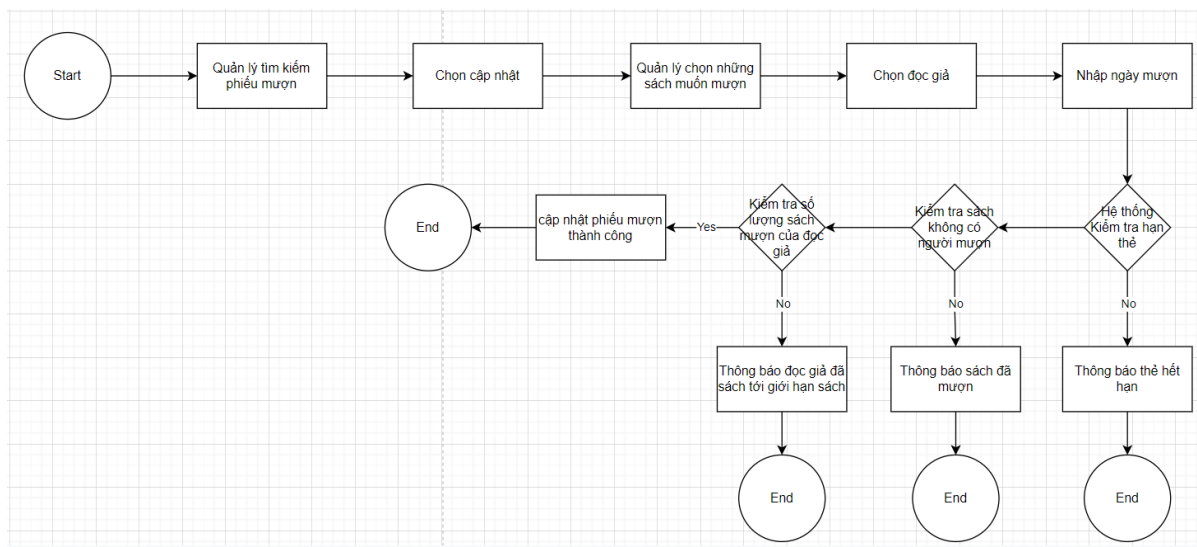 Start
Quản lý tìm kiếm
phiếu mượn
Chọn cập nhật
Quản lý chọn những
sách muốn mượn
Chọn đọc giả
Nhập ngày mượn
Hệ thống
Kiểm tra hạn
thẻ
Kiểm tra sách
không có
người mượn
Kiểm tra số
lượng sách
mượn của đọc
giả
Yes
cập nhật phiếu mượn
thành công
End
No
No
No
Thông báo đọc giả đã
sách tới giới hạn sách
Thông báo sách đã
mượn
Thông báo thẻ hết
hạn
End
End
End